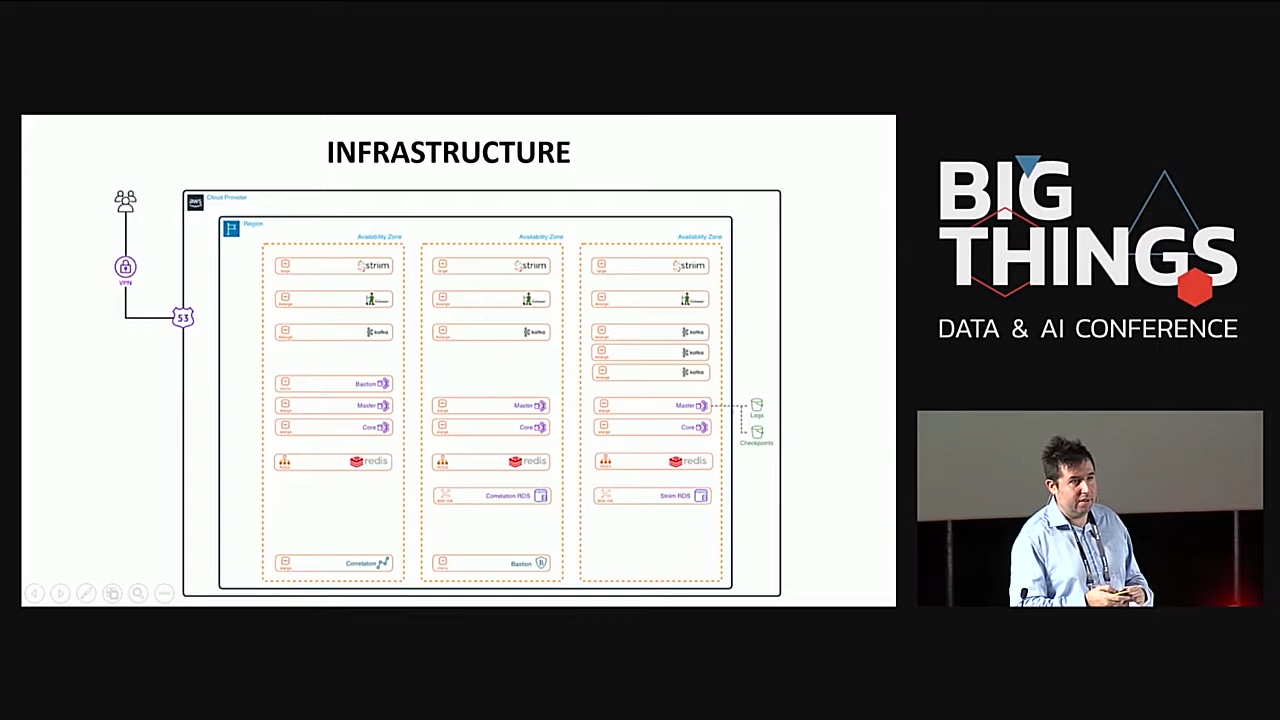 INFRASTRUCTURE
aws
Cloud Provider
Region
VPN
53
Availability Zone
striim
kafka
Bastion
Master
Core
redis
Correlation
Availability Zone
striim
kafka
Master
Core
redis
Correlation RDS
Bastion
Availability Zone
striim
kafka
kafka
kafka
Master
Core
redis
Striim RDS
Logs
Checkpoints
BIG
THINGS
DATA & AI CONFERENCE